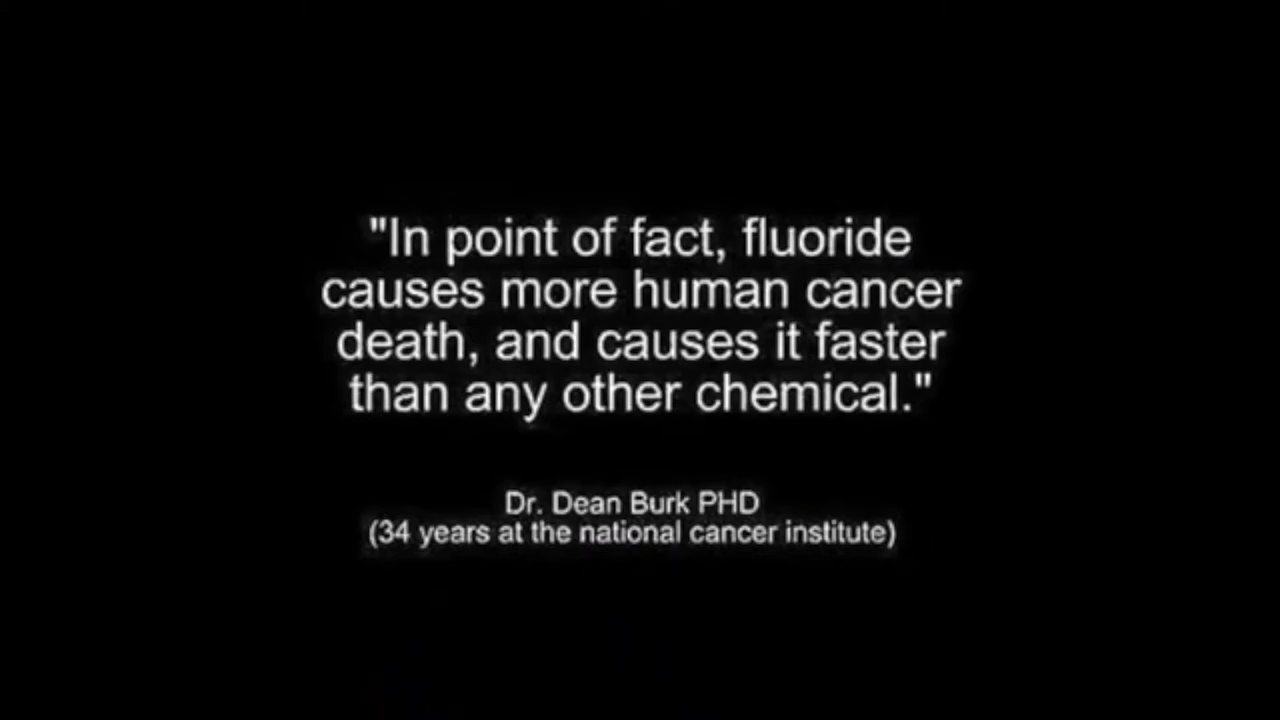 "In point of fact, fluoride
causes more human cancer
death, and causes it faster
than any other chemical."
Dr. Dean Burk PHD
(34 years at the national cancer institute)